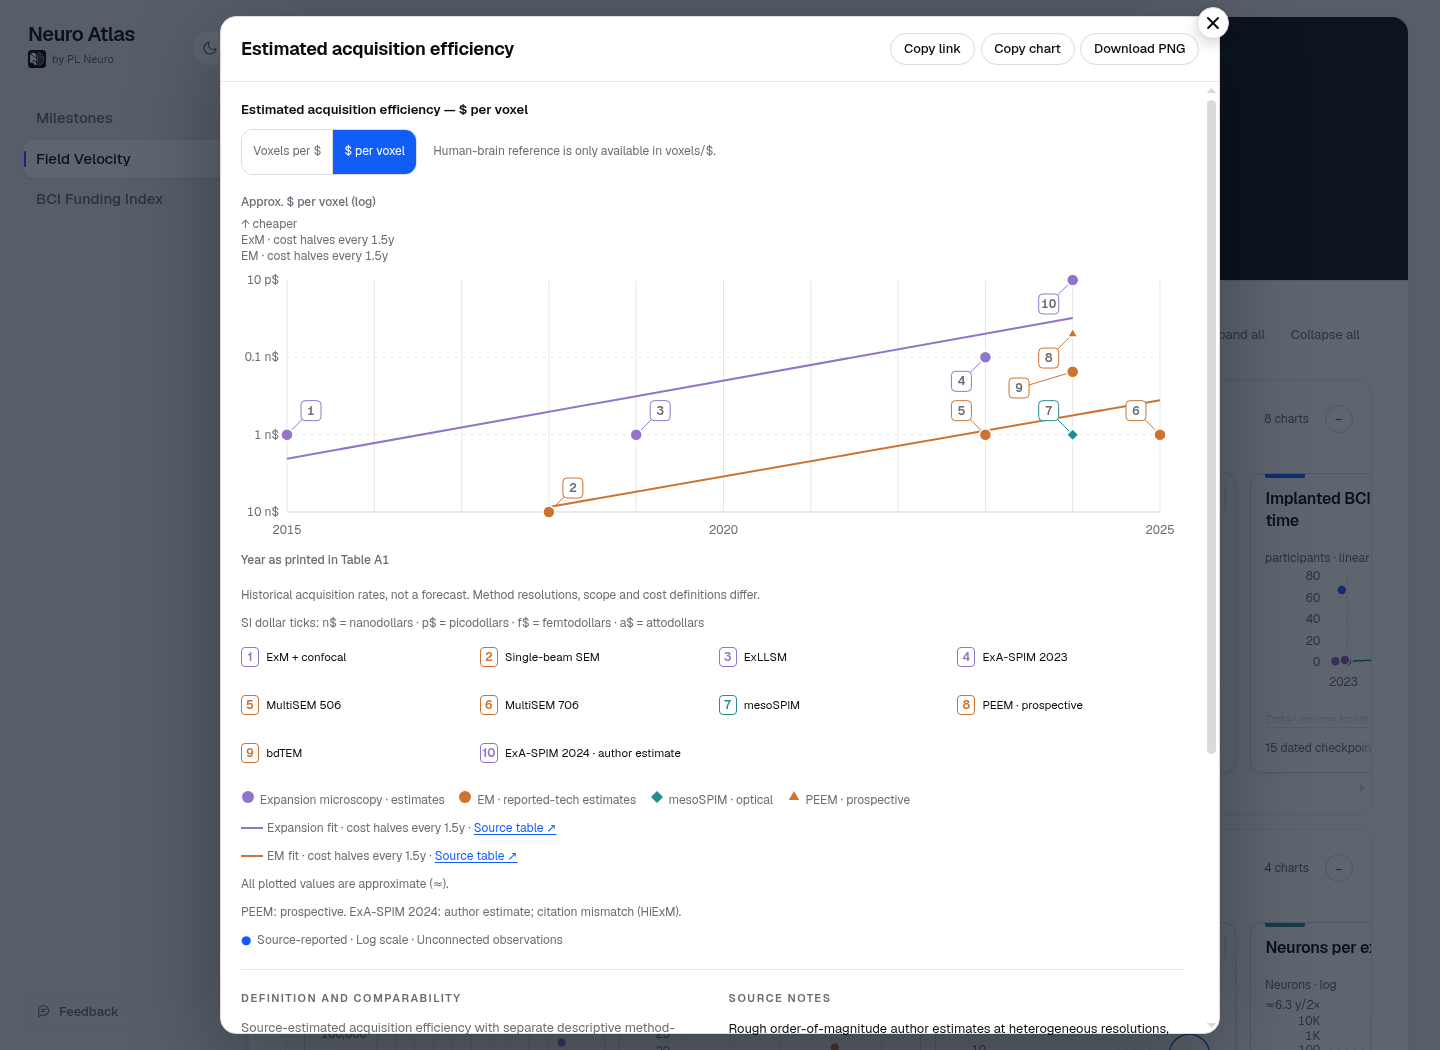 Neuro Atlas
by PL Neuro
Milestones
Field Velocity
BCI Funding Index
Feedback
Estimated acquisition efficiency
Copy link
Copy chart
Download PNG
Estimated acquisition efficiency — $ per voxel
Voxels per $
$ per voxel
Human-brain reference is only available in voxels/$.
Approx. $ per voxel (log)
↑ cheaper
ExM · cost halves every 1.5y
EM · cost halves every 1.5y
10 p$
0.1 n$
1 n$
10 n$
1
2
3
4
5
6
7
8
9
10
2015
2020
2025
Year as printed in Table A1
Historical acquisition rates, not a forecast. Method resolutions, scope and cost definitions differ.
SI dollar ticks: n$ = nanodollars · p$ = picodollars · f$ = femtodollars · a$ = attodollars
1 ExM + confocal
2 Single-beam SEM
3 ExLLSM
4 ExA-SPIM 2023
5 MultiSEM 506
6 MultiSEM 706
7 mesoSPIM
8 PEEM · prospective
9 bdTEM
10 ExA-SPIM 2024 · author estimate
Expansion microscopy · estimates
EM · reported-tech estimates
mesoSPIM · optical
PEEM · prospective
Expansion fit · cost halves every 1.5y · Source table ↗
EM fit · cost halves every 1.5y · Source table ↗
All plotted values are approximate (≈).
PEEM: prospective. ExA-SPIM 2024: author estimate; citation mismatch (HiExM).
Source-reported · Log scale · Unconnected observations
DEFINITION AND COMPARABILITY
Source-estimated acquisition efficiency with separate descriptive method-
SOURCE NOTES
Rough order-of-magnitude author estimates at heterogeneous resolutions,
all
Collapse all
8 charts
Implanted BCI
time
participants · linear
80
60
40
20
0
2023
Date · source basis
15 dated checkpoin
4 charts
Neurons per e
Neurons · log
≈6.3 y/2×
10K
1K
100